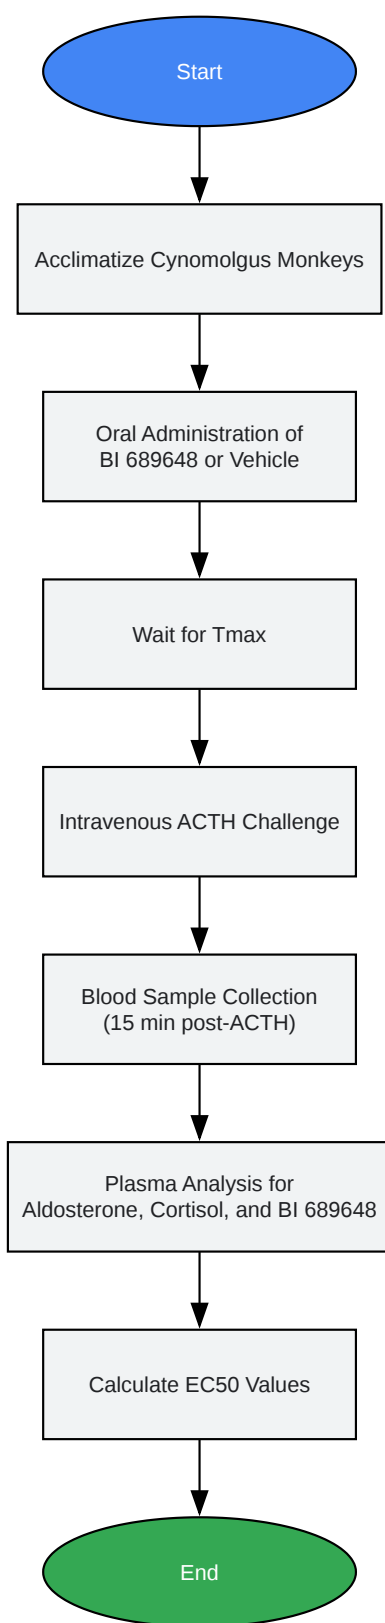 Start
Acclimatize Cynomolgus Monkeys
Oral Administration of
BI 689648 or Vehicle
Wait for Tmax
Intravenous ACTH Challenge
Blood Sample Collection
(15 min post-ACTH)
Plasma Analysis for
Aldosterone, Cortisol, and BI 689648
Calculate EC50 Values
End